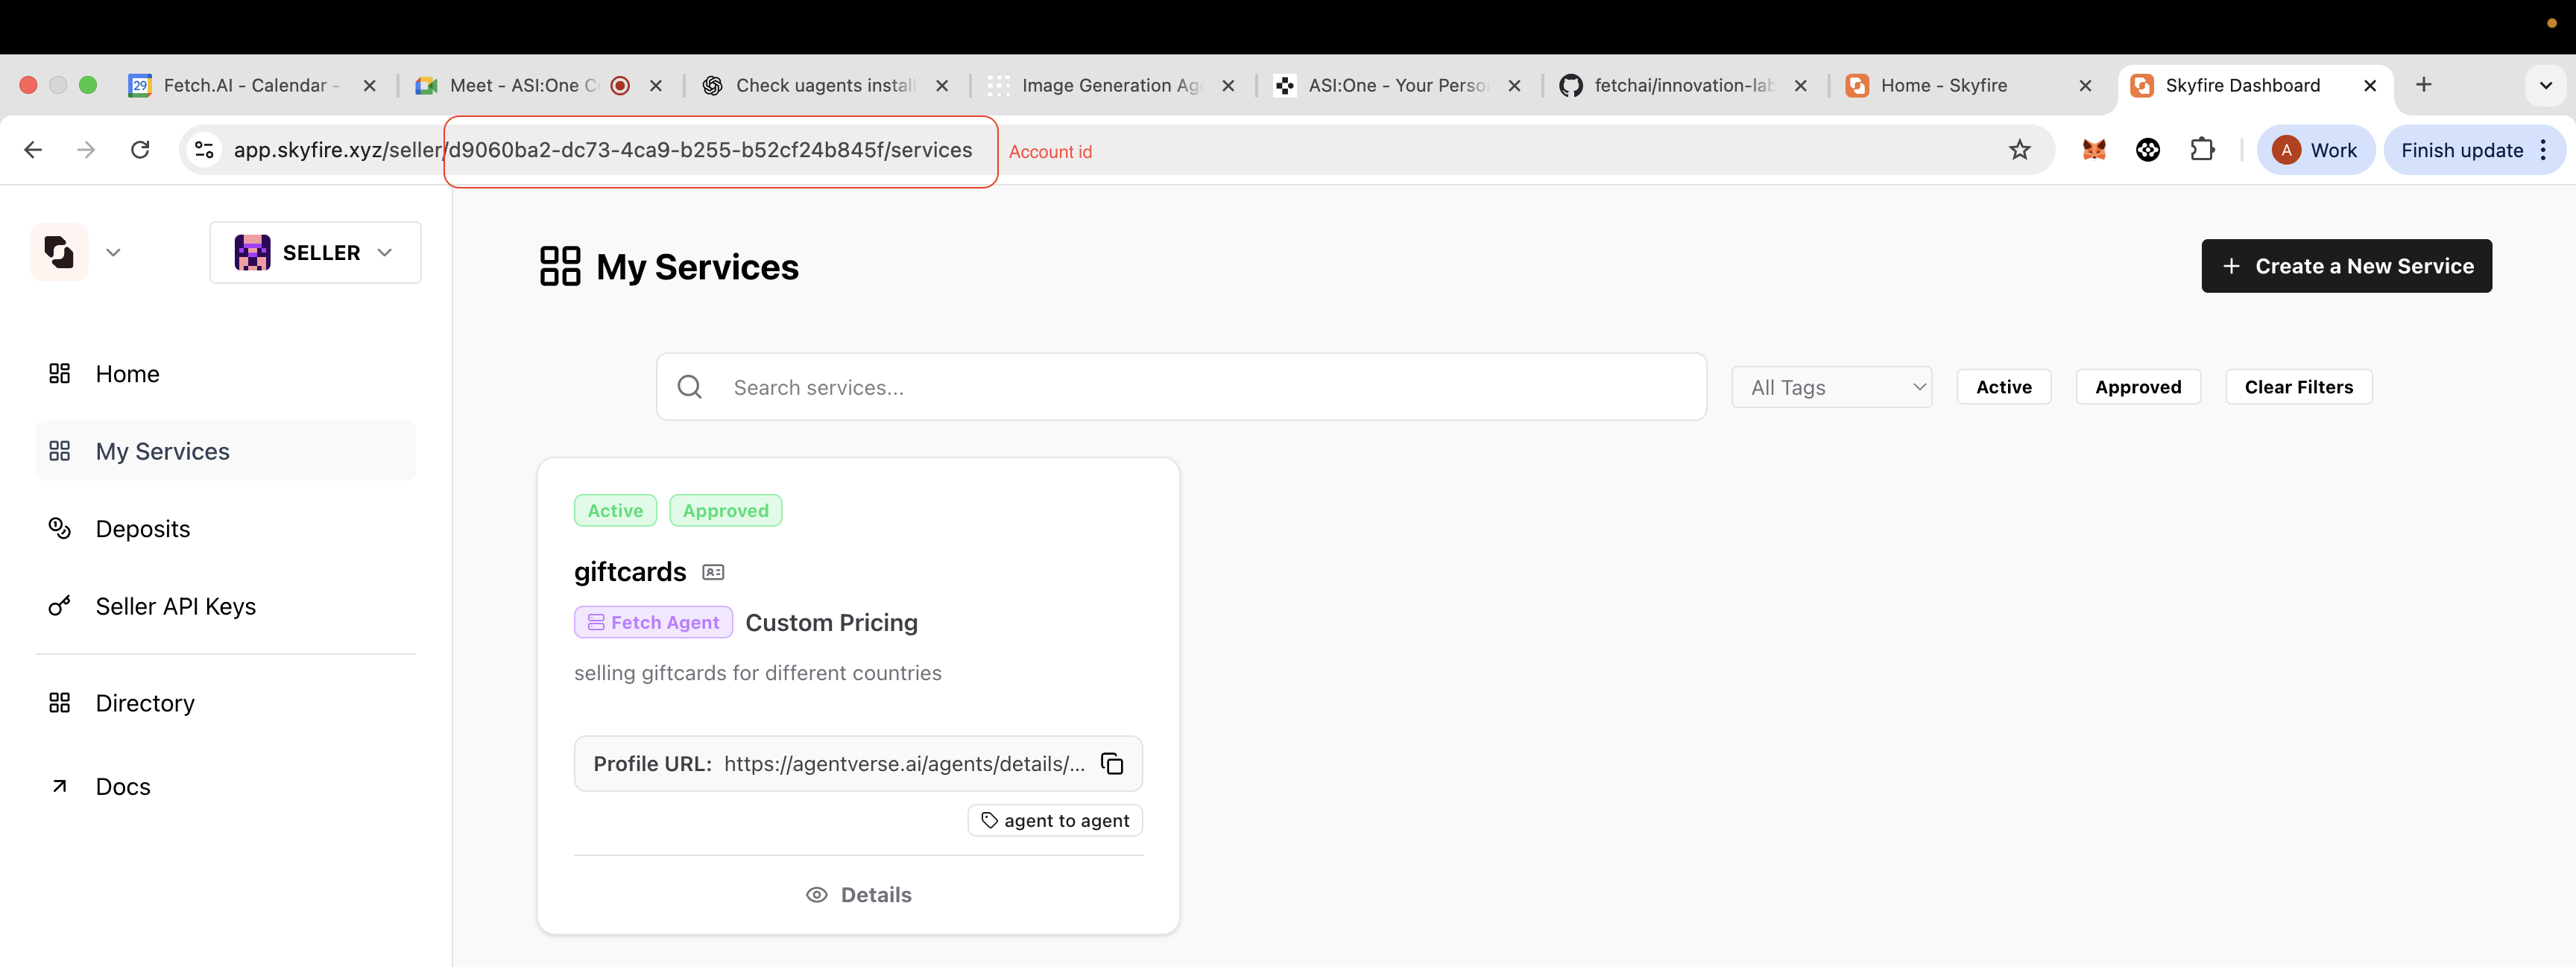 29 Fetch.AI - Calendar - Meet - ASI:One C Check uagents instal Image Generation Ag ASI:One - Your Perso fetchai/innovation-lab Home - Skyfire Skyfire Dashboard
app.skyfire.xyz/seller/d9060ba2-dc73-4ca9-b255-b52cf24b845f/services Account id A Work Finish update
SELLER
My Services
+ Create a New Service
Home
Search services...
All Tags
Active
Approved
Clear Filters
My Services
Deposits
Seller API Keys
Directory
Docs
Active Approved
giftcards
Fetch Agent Custom Pricing
selling giftcards for different countries
Profile URL: https://agentverse.ai/agents/details/...
agent to agent
Details